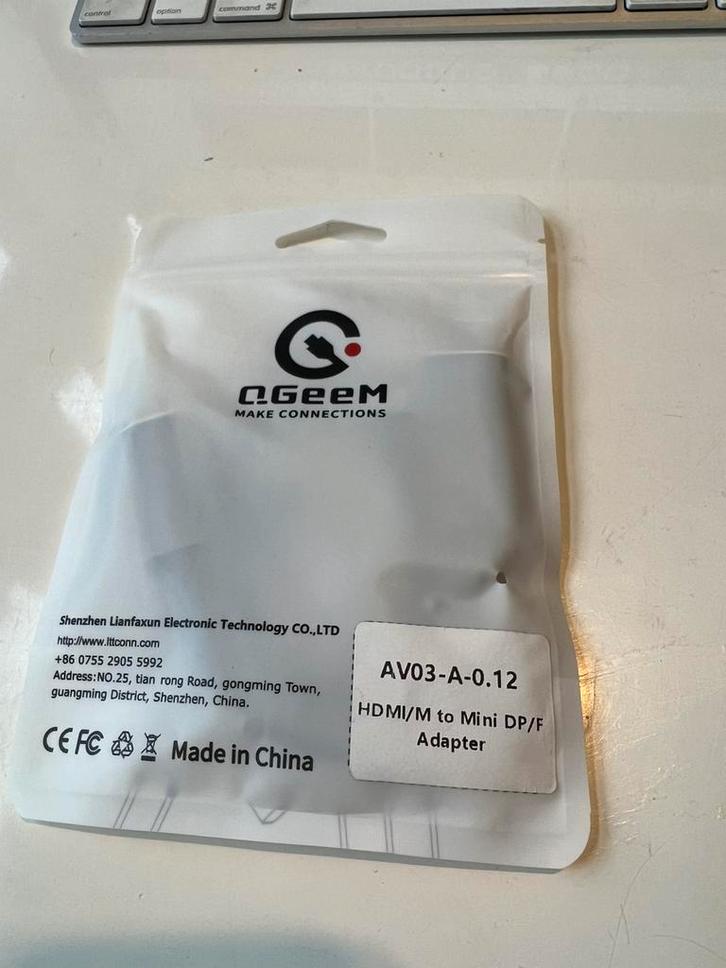 control
option
command ⌘
QGeeM
MAKE CONNECTIONS
Shenzhen Lianfaxun Electronic Technology CO.,LTD
http://www.lttconn.com
+86 0755 2905 5992
Address:NO.25, tian rong Road, gongming Town,
guangming District, Shenzhen, China.
CE FC Made in China
AV03-A-0.12
HDMI/M to Mini DP/F
Adapter